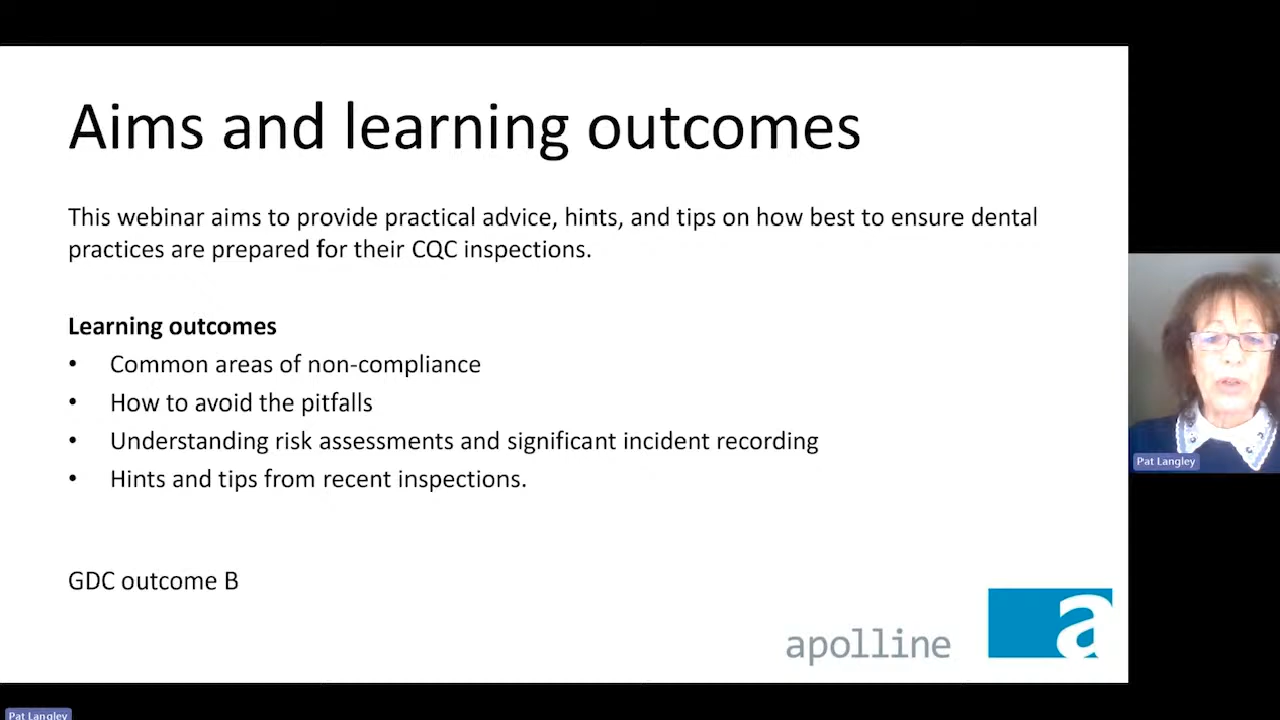 Aims and learning outcomes
This webinar aims to provide practical advice, hints, and tips on how best to ensure dental
practices are prepared for their CQC inspections.
Learning outcomes
• Common areas of non-compliance
• How to avoid the pitfalls
• Understanding risk assessments and significant incident recording
• Hints and tips from recent inspections.
GDC outcome B
apolline
a
Pat Langley
Pat Langley